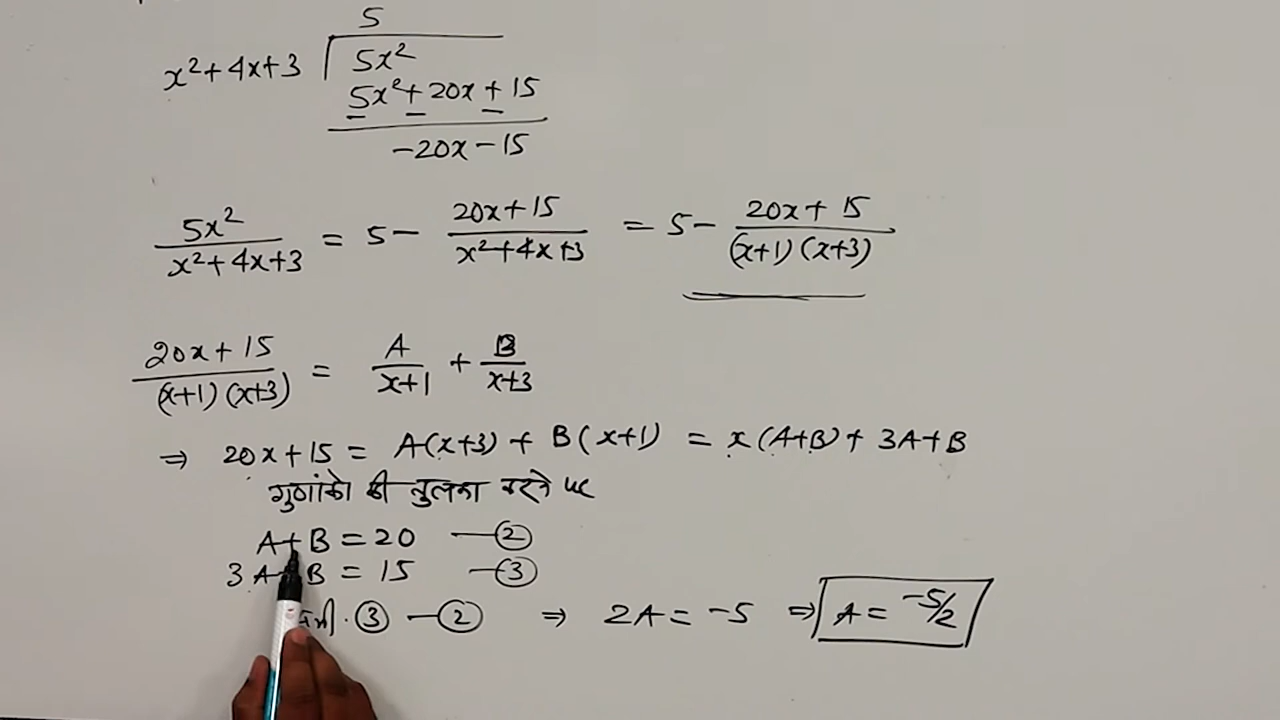 5
x²+4x+3 5x²
5x²+20x+15
− − −
−20x−15
5x²/(x²+4x+3) = 5 − (20x+15)/(x²+4x+3) = 5 − (20x+15)/((x+1)(x+3))
(20x+15)/((x+1)(x+3)) = A/(x+1) + B/(x+3)
⇒ 20x+15 = A(x+3) + B(x+1) = x(A+B) + 3A+B
गुणांको की तुलना करने पर
A+B = 20 —②
3A+B = 15 —③
③ —② ⇒ 2A = −5 ⇒ A = −5/2